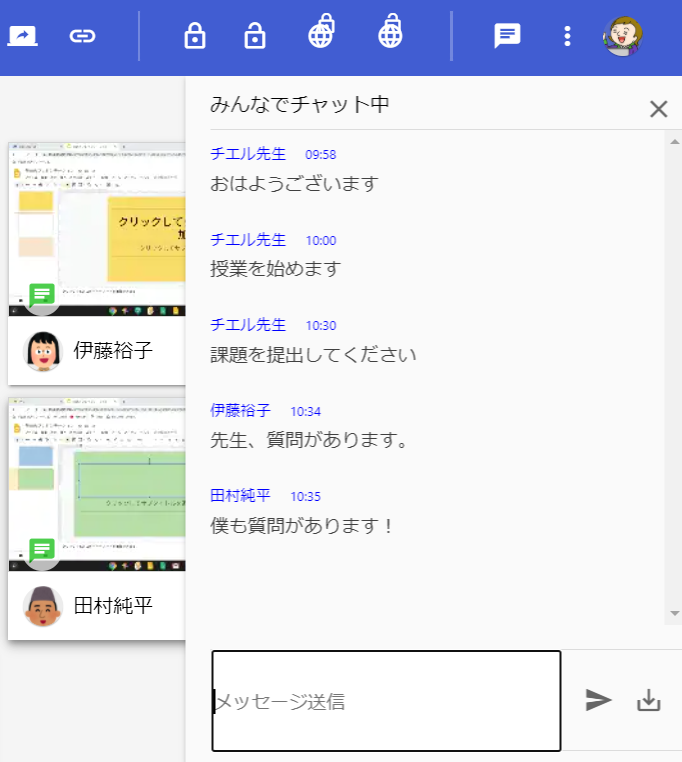 みんなでチャット中
チエル先生 09:58
おはようございます
チエル先生 10:00
授業を始めます
チエル先生 10:30
課題を提出してください
伊藤裕子 10:34
先生、質問があります。
田村純平 10:35
僕も質問があります！
メッセージ送信
クリックして
伊藤裕子
田村純平